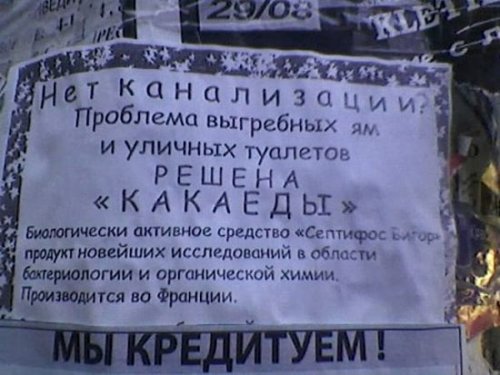 29/08
Нет канализации?
Проблема выгребных ям
и уличных туалетов
РЕШЕНА
«КАКАЕДЫ»
Биологически активное средство «Септифос Вигор»
продукт новейших исследований в области
бактериологии и органической химии.
Производится во Франции.
МЫ КРЕДИТУЕМ!